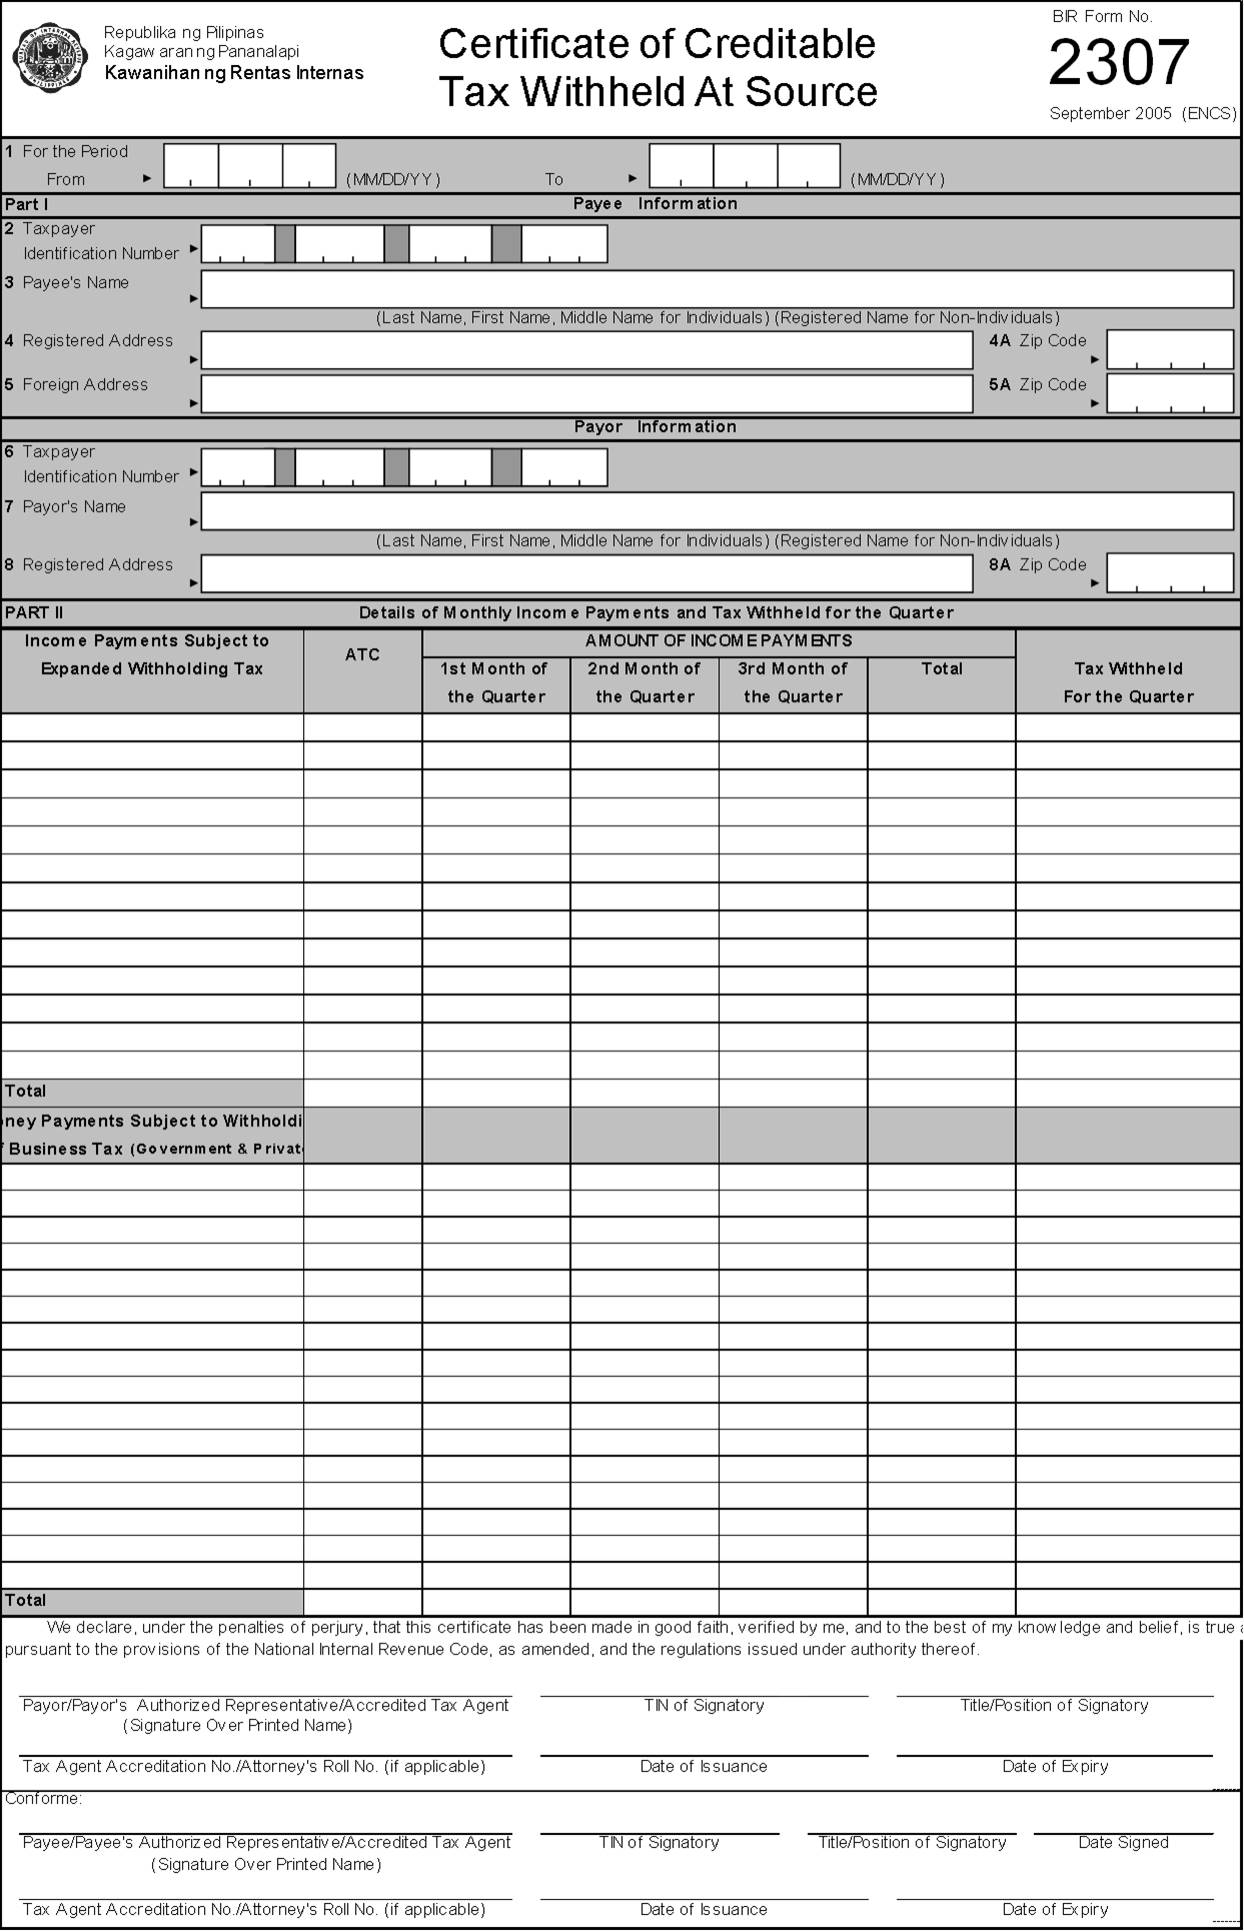 Republika ng Pilipinas
Kagawaran ng Pananalapi
Kawanihan ng Rentas Internas
Certificate of Creditable
Tax Withheld At Source
BIR Form No.
2307
September 2005 (ENCS)
1 For the Period
From (MM/DD/YY) To (MM/DD/YY)
Part I Payee Information
2 Taxpayer
Identification Number
3 Payee's Name
(Last Name, First Name, Middle Name for Individuals) (Registered Name for Non-Individuals)
4 Registered Address 4A Zip Code
5 Foreign Address 5A Zip Code
Payor Information
6 Taxpayer
Identification Number
7 Payor's Name
(Last Name, First Name, Middle Name for Individuals) (Registered Name for Non-Individuals)
8 Registered Address 8A Zip Code
PART II Details of Monthly Income Payments and Tax Withheld for the Quarter
Income Payments Subject to
Expanded Withholding Tax
ATC
AMOUNT OF INCOME PAYMENTS
1st Month of
the Quarter
2nd Month of
the Quarter
3rd Month of
the Quarter
Total
Tax Withheld
For the Quarter
Total
oney Payments Subject to Withholdi
f Business Tax (Government & Privat
Total
We declare, under the penalties of perjury, that this certificate has been made in good faith, verified by me, and to the best of my knowledge and belief, is true a
pursuant to the provisions of the National Internal Revenue Code, as amended, and the regulations issued under authority thereof.
Payor/Payor's Authorized Representative/Accredited Tax Agent TIN of Signatory Title/Position of Signatory
(Signature Over Printed Name)
Tax Agent Accreditation No./Attorney's Roll No. (if applicable) Date of Issuance Date of Expiry
Conforme:
Payee/Payee's Authorized Representative/Accredited Tax Agent TIN of Signatory Title/Position of Signatory Date Signed
(Signature Over Printed Name)
Tax Agent Accreditation No./Attorney's Roll No. (if applicable) Date of Issuance Date of Expiry